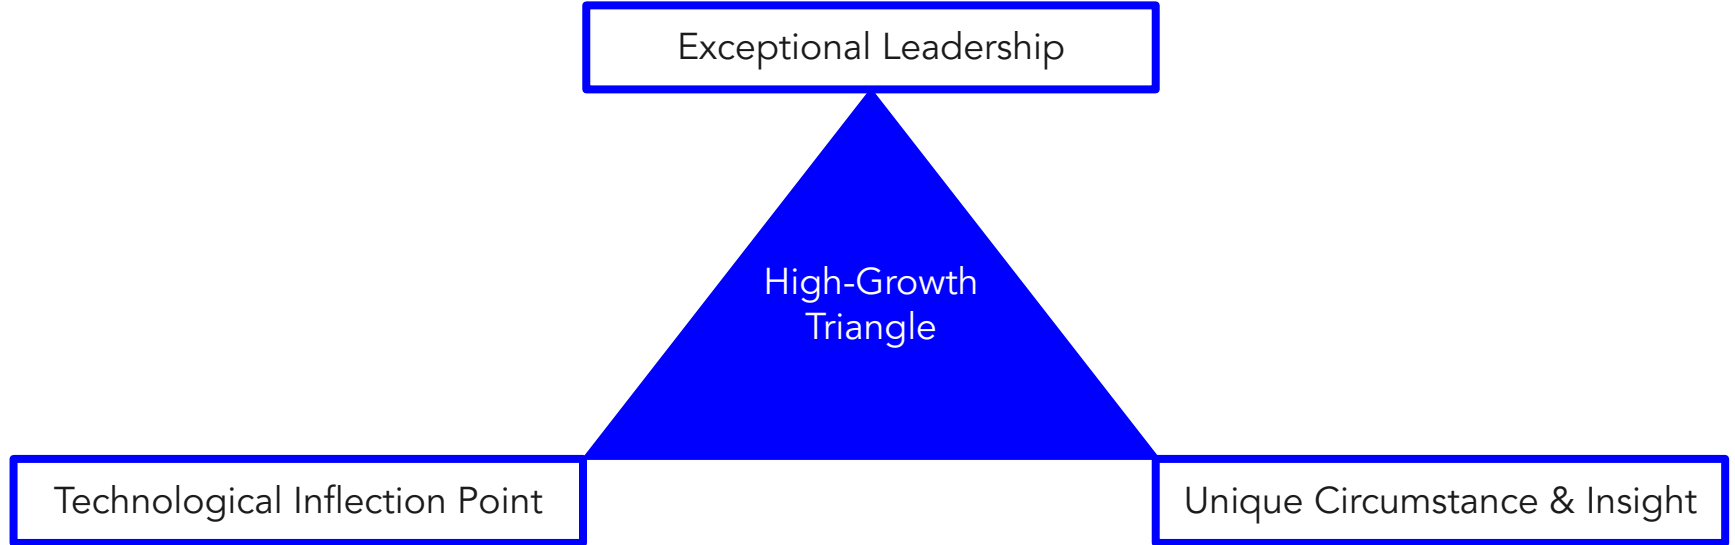 Exceptional Leadership
High-Growth
Triangle
Technological Inflection Point
Unique Circumstance & Insight